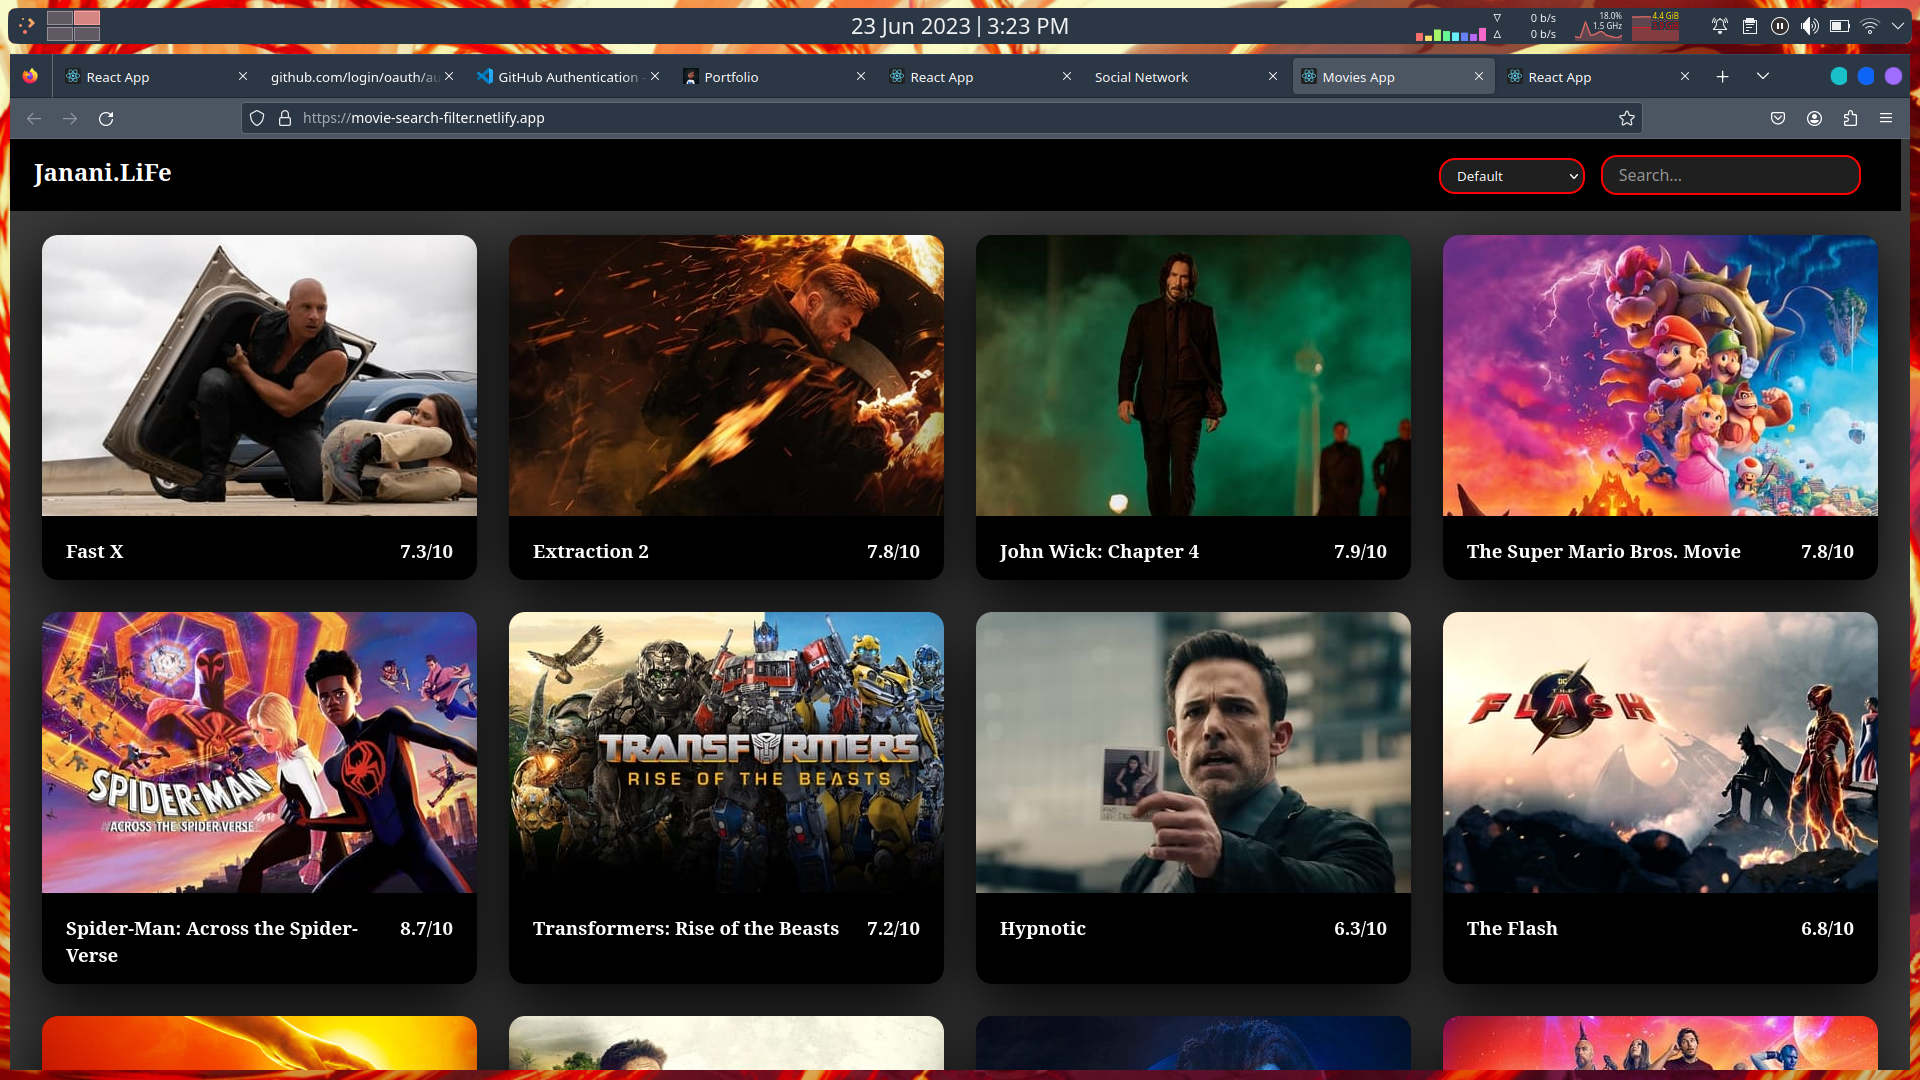 23 Jun 2023 | 3:23 PM
0 b/s
0 b/s
18.0%
1.5 GHz
4.4 GiB
React App
github.com/login/oauth/au
GitHub Authentication
Portfolio
React App
Social Network
Movies App
React App
https://movie-search-filter.netlify.app
Janani.LiFe
Default
Search...
Fast X 7.3/10
Extraction 2 7.8/10
John Wick: Chapter 4 7.9/10
The Super Mario Bros. Movie 7.8/10
SPIDER-MAN
ACROSS THE SPIDER-VERSE
TRANSFORMERS
RISE OF THE BEASTS
DC
THE
FLASH
Spider-Man: Across the Spider-
Verse
8.7/10
Transformers: Rise of the Beasts 7.2/10
Hypnotic 6.3/10
The Flash 6.8/10